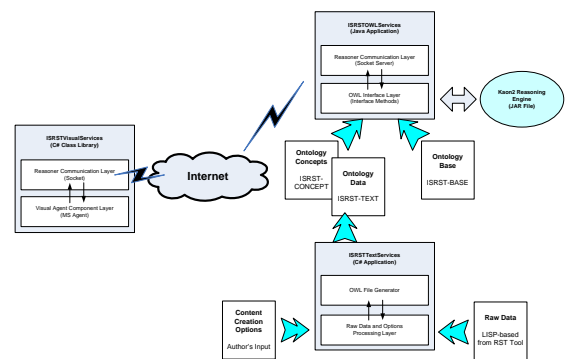 ISRSTOWLServices
(Java Application)
Reasoner Communication Layer
(Socket Server)
OWL Interface Layer
(Interface Methods)
Kaon2 Reasoning
Engine
(JAR File)
ISRSTVisualServices
(C# Class Library)
Reasoner Communication Layer
(Socket)
Visual Agent Component Layer
(MS Agent)
Internet
Ontology
Concepts
ISRST-
CONCEPT
Ontology
Data
ISRST-TEXT
Ontology
Base
ISRST-BASE
ISRSTTextServices
(C# Application)
OWL File Generator
Raw Data and Options
Processing Layer
Content
Creation
Options
Author's Input
Raw Data
LISP-based
from RST Tool